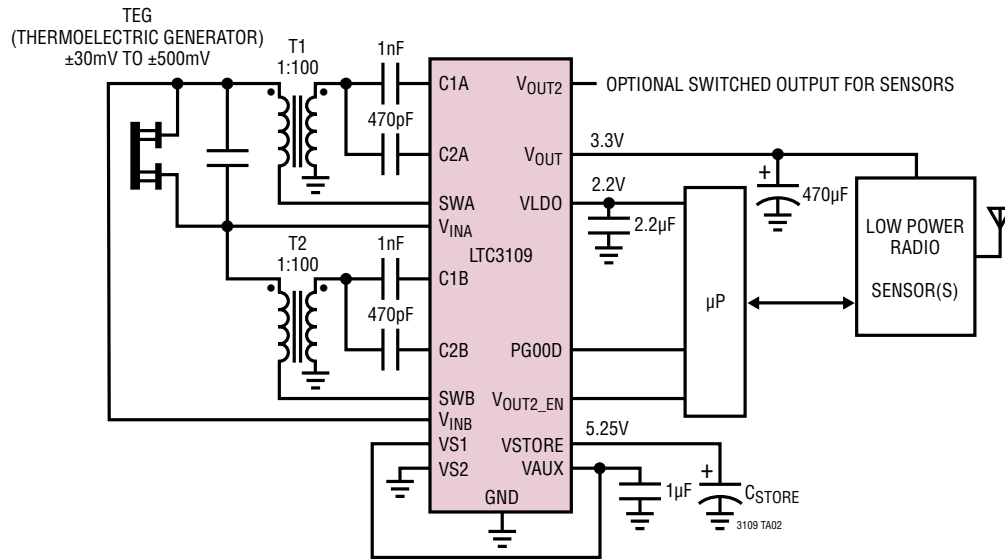 TEG
(THERMOELECTRIC GENERATOR)
±30mV TO ±500mV
T1
1:100
1nF
470pF
C1A
C2A
SWA
VINA
T2
1:100
1nF
470pF
C1B
C2B
SWB
VINB
VS1
VS2
LTC3109
GND
VOUT2
OPTIONAL SWITCHED OUTPUT FOR SENSORS
VOUT
3.3V
VLDO
2.2V
2.2µF
+
470µF
LOW POWER
RADIO
SENSOR(S)
µP
PG00D
VOUT2_EN
VSTORE
5.25V
VAUX
1µF
+
CSTORE
3109 TA02